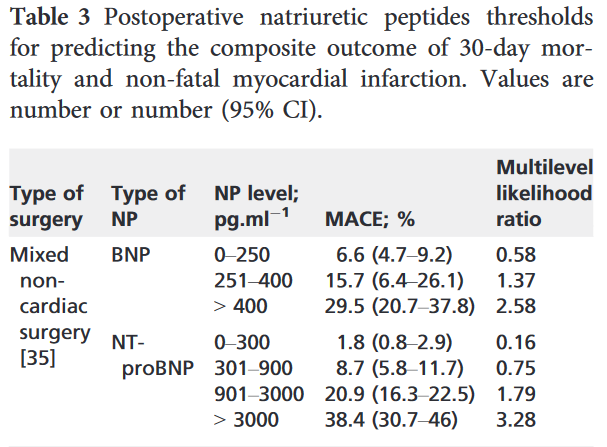 Table 3 Postoperative natriuretic peptides thresholds
for predicting the composite outcome of 30-day mor-
tality and non-fatal myocardial infarction. Values are
number or number (95% CI).
Type of surgery Type of NP NP level; pg.ml−1 MACE; % Multilevel likelihood ratio
Mixed non-cardiac surgery [35] BNP 0–250 6.6 (4.7–9.2) 0.58
251–400 15.7 (6.4–26.1) 1.37
> 400 29.5 (20.7–37.8) 2.58
NT-proBNP 0–300 1.8 (0.8–2.9) 0.16
301–900 8.7 (5.8–11.7) 0.75
901–3000 20.9 (16.3–22.5) 1.79
> 3000 38.4 (30.7–46) 3.28